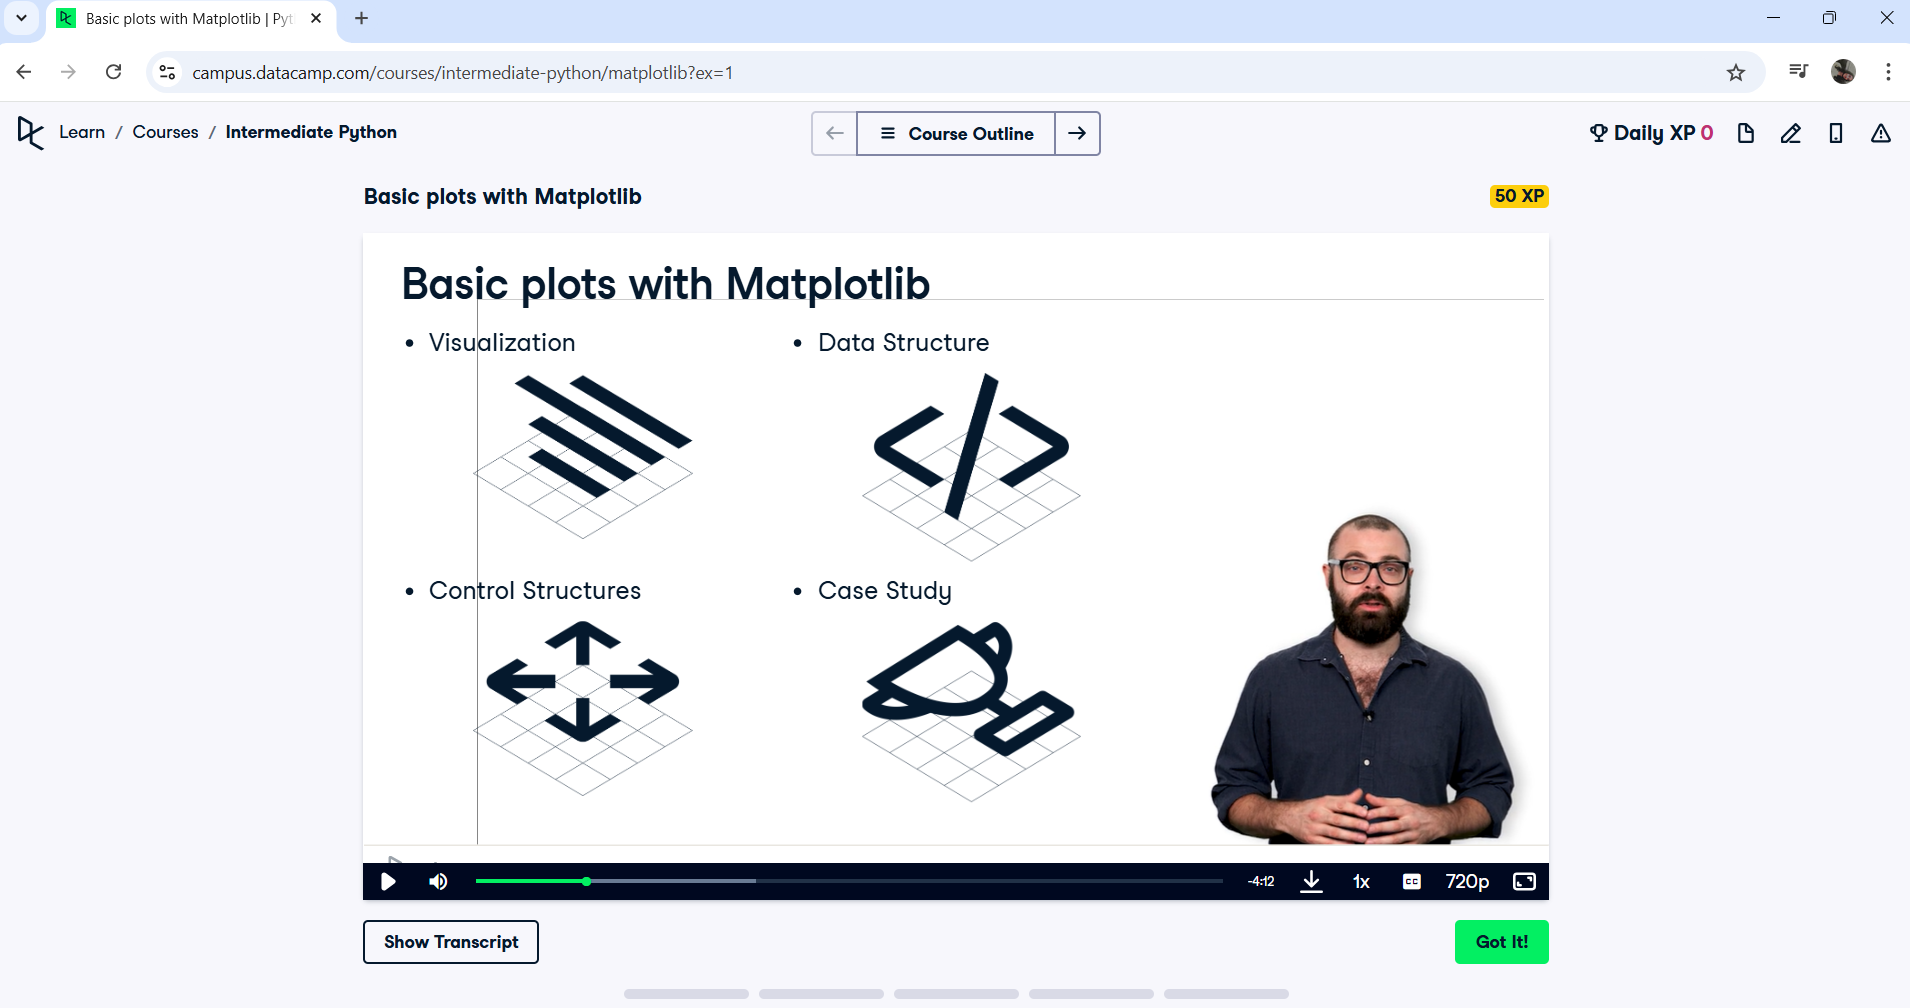 Basic plots with Matplotlib | Pyt
campus.datacamp.com/courses/intermediate-python/matplotlib?ex=1
Learn / Courses / Intermediate Python
Course Outline
Daily XP 0
Basic plots with Matplotlib
50 XP
Basic plots with Matplotlib
• Visualization
• Data Structure
• Control Structures
• Case Study
-4:12
1x
CC
720p
Show Transcript
Got It!